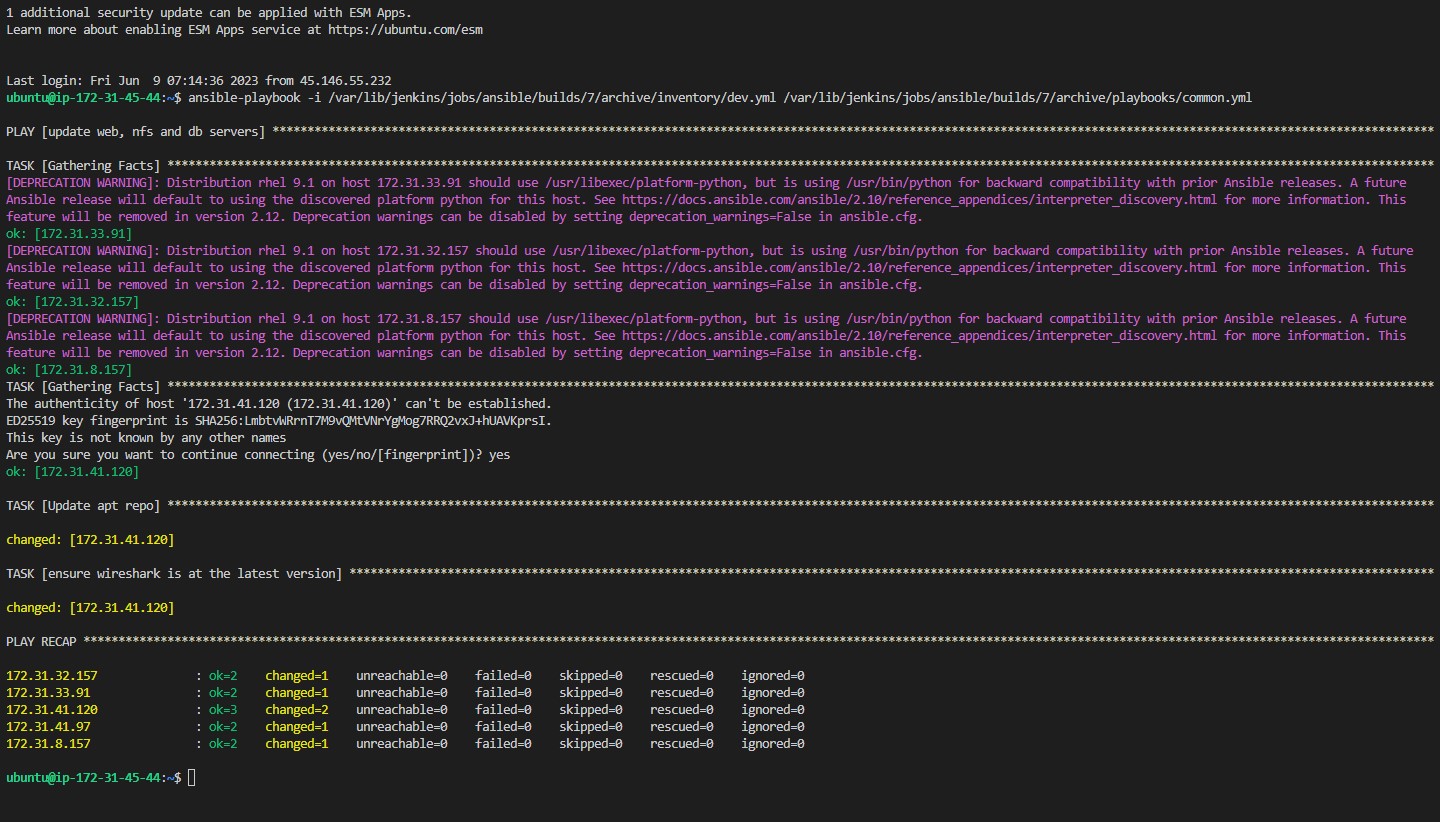 1 additional security update can be applied with ESM Apps.
Learn more about enabling ESM Apps service at https://ubuntu.com/esm
Last login: Fri Jun  9 07:14:36 2023 from 45.146.55.232
ubuntu@ip-172-31-45-44:~$ ansible-playbook -i /var/lib/jenkins/jobs/ansible/builds/7/archive/inventory/dev.yml /var/lib/jenkins/jobs/ansible/builds/7/archive/playbooks/common.yml
PLAY [update web, nfs and db servers] **********************************************************************************************************************************************************************
TASK [Gathering Facts] *************************************************************************************************************************************************************************************
[DEPRECATION WARNING]: Distribution rhel 9.1 on host 172.31.33.91 should use /usr/libexec/platform-python, but is using /usr/bin/python for backward compatibility with prior Ansible releases. A future
Ansible release will default to using the discovered platform python for this host. See https://docs.ansible.com/ansible/2.10/reference_appendices/interpreter_discovery.html for more information. This
feature will be removed in version 2.12. Deprecation warnings can be disabled by setting deprecation_warnings=False in ansible.cfg.
ok: [172.31.33.91]
[DEPRECATION WARNING]: Distribution rhel 9.1 on host 172.31.32.157 should use /usr/libexec/platform-python, but is using /usr/bin/python for backward compatibility with prior Ansible releases. A future
Ansible release will default to using the discovered platform python for this host. See https://docs.ansible.com/ansible/2.10/reference_appendices/interpreter_discovery.html for more information. This
feature will be removed in version 2.12. Deprecation warnings can be disabled by setting deprecation_warnings=False in ansible.cfg.
ok: [172.31.32.157]
[DEPRECATION WARNING]: Distribution rhel 9.1 on host 172.31.8.157 should use /usr/libexec/platform-python, but is using /usr/bin/python for backward compatibility with prior Ansible releases. A future
Ansible release will default to using the discovered platform python for this host. See https://docs.ansible.com/ansible/2.10/reference_appendices/interpreter_discovery.html for more information. This
feature will be removed in version 2.12. Deprecation warnings can be disabled by setting deprecation_warnings=False in ansible.cfg.
ok: [172.31.8.157]
TASK [Gathering Facts] *************************************************************************************************************************************************************************************
The authenticity of host '172.31.41.120 (172.31.41.120)' can't be established.
ED25519 key fingerprint is SHA256:LmbtvWRrnT7M9vQMtVNrYgMog7RRQ2vxJ+hUAVKprsI.
This key is not known by any other names
Are you sure you want to continue connecting (yes/no/[fingerprint])? yes
ok: [172.31.41.120]
TASK [Update apt repo] *************************************************************************************************************************************************************************************
changed: [172.31.41.120]
TASK [ensure wireshark is at the latest version] ***********************************************************************************************************************************************************
changed: [172.31.41.120]
PLAY RECAP *************************************************************************************************************************************************************************************************
172.31.32.157              : ok=2    changed=1    unreachable=0    failed=0    skipped=0    rescued=0    ignored=0
172.31.33.91               : ok=2    changed=1    unreachable=0    failed=0    skipped=0    rescued=0    ignored=0
172.31.41.120              : ok=3    changed=2    unreachable=0    failed=0    skipped=0    rescued=0    ignored=0
172.31.41.97               : ok=2    changed=1    unreachable=0    failed=0    skipped=0    rescued=0    ignored=0
172.31.8.157               : ok=2    changed=1    unreachable=0    failed=0    skipped=0    rescued=0    ignored=0
ubuntu@ip-172-31-45-44:~$